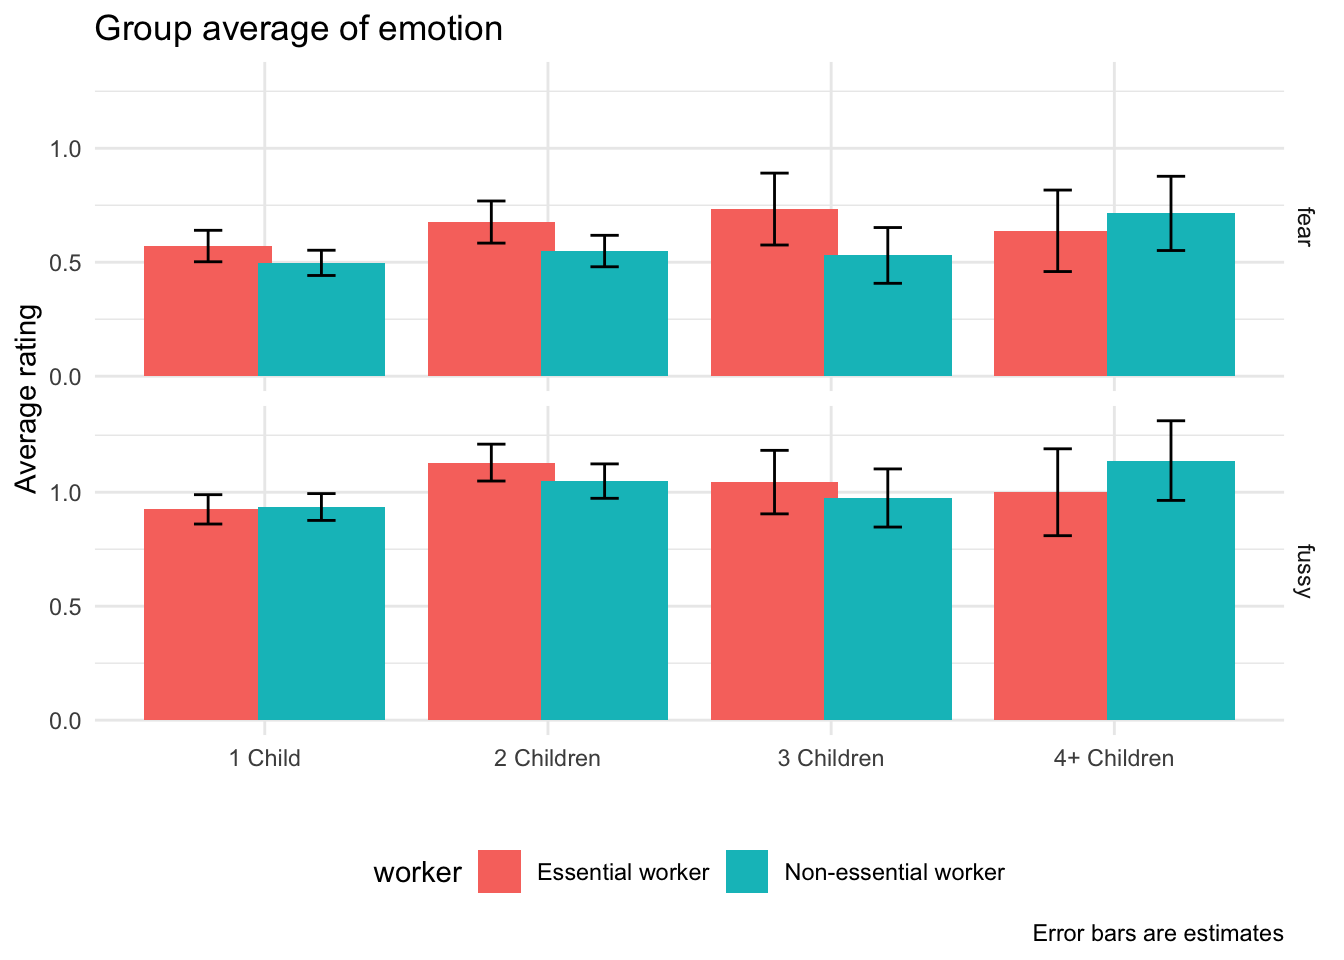 Group average of emotion
Average rating
1.0
0.5
0.0
fear
1.0
0.5
0.0
fussy
1 Child
2 Children
3 Children
4+ Children
worker
Essential worker
Non-essential worker
Error bars are estimates